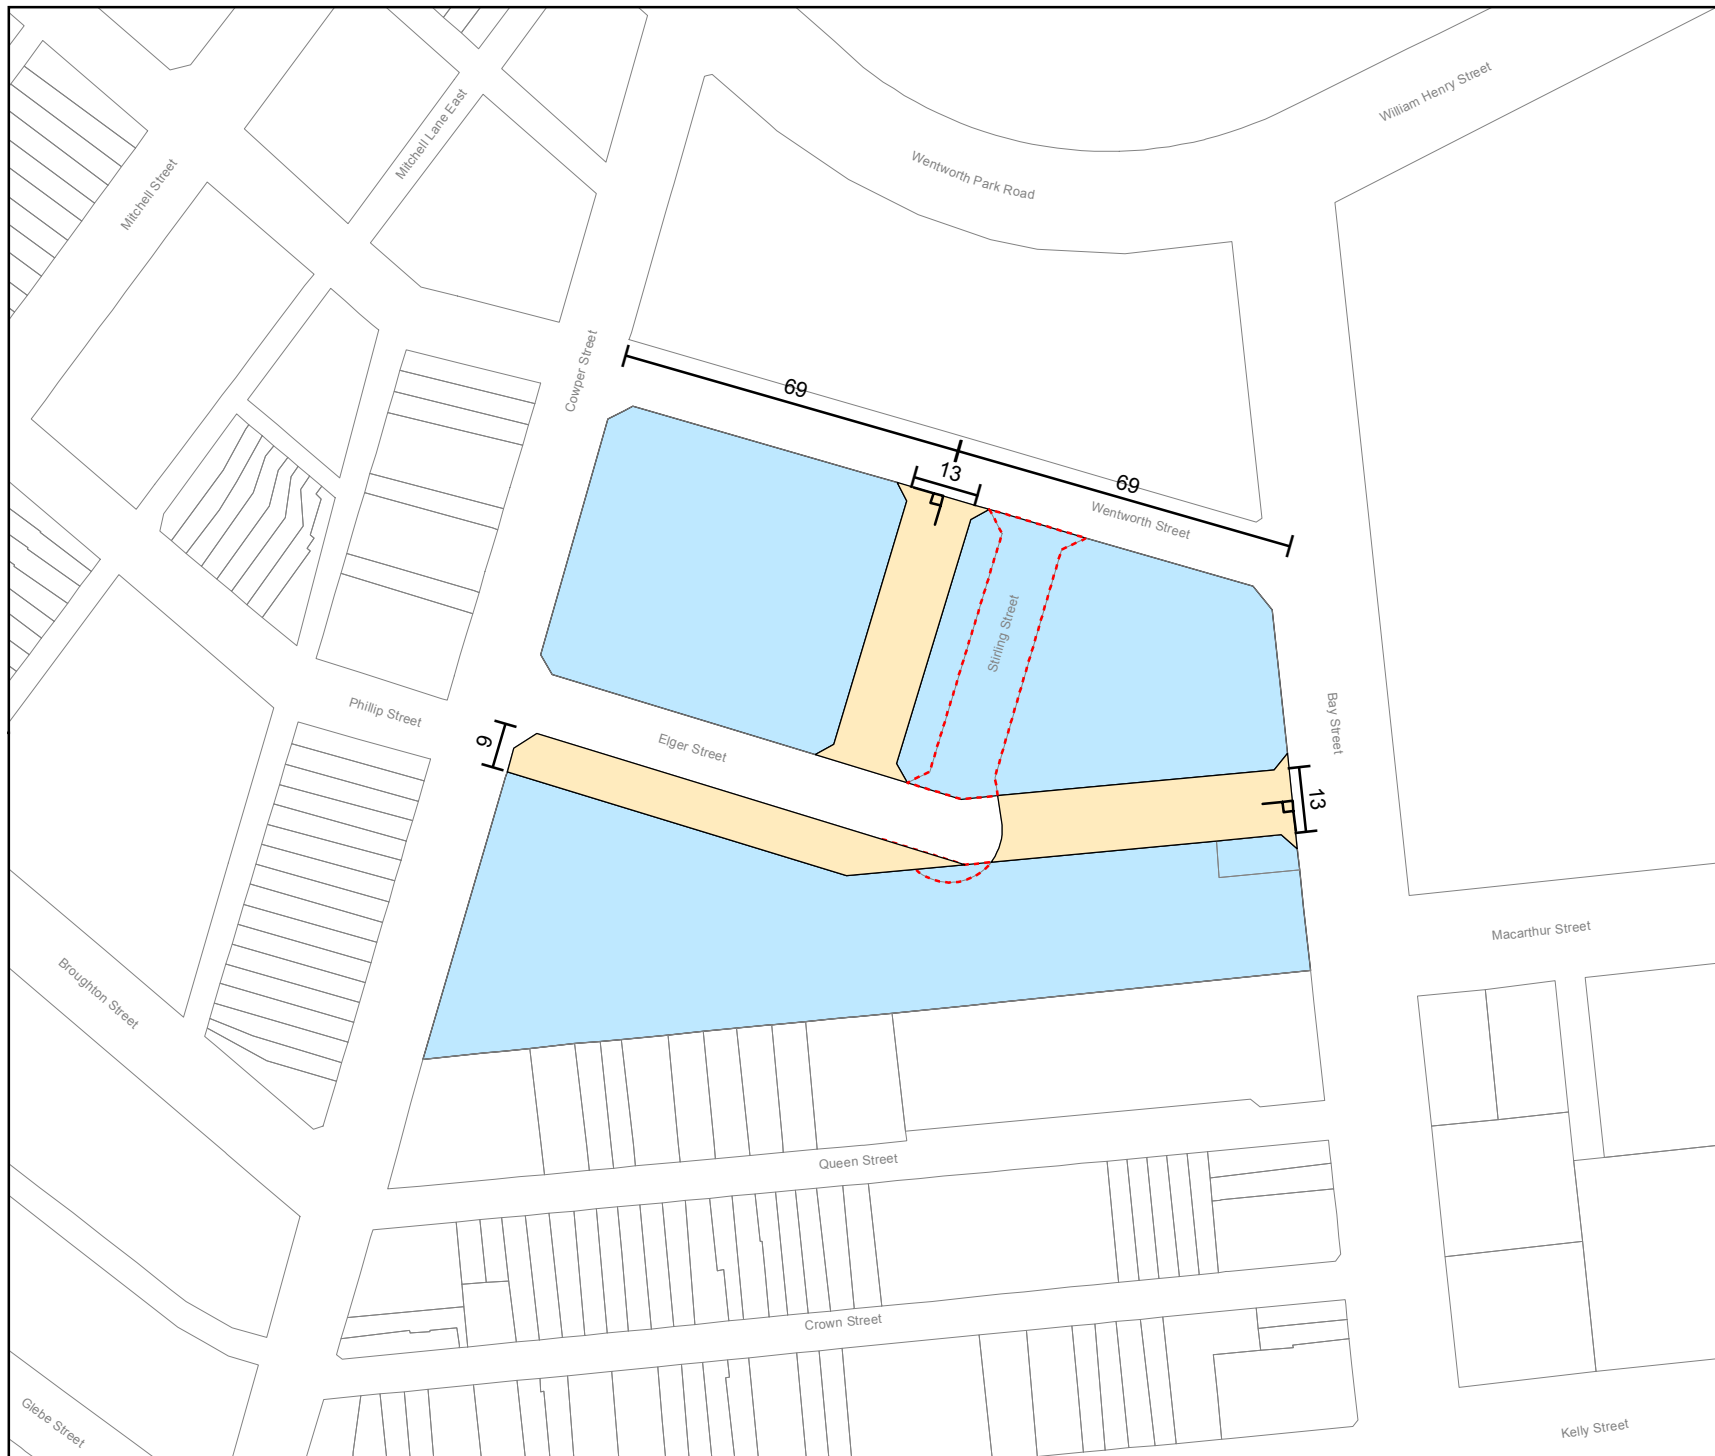 William Henry Street
Mitchell Lane East
Mitchell Street
Wentworth Park Road
Cowper Street
69
13
69
Wentworth Street
Stirling Street
Phillip Street
Elger Street
9
Bay Street
13
Macarthur Street
Broughton Street
Queen Street
Crown Street
Glebe Street
Kelly Street